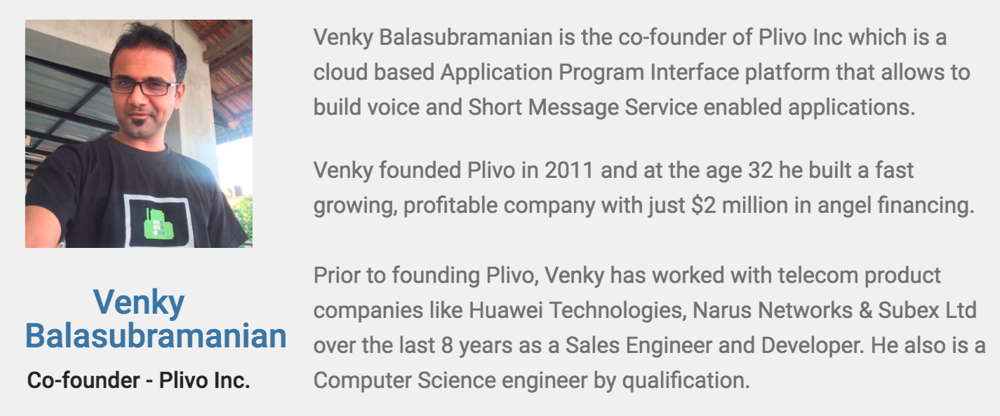 Venky Balasubramanian is the co-founder of Plivo Inc which is a
cloud based Application Program Interface platform that allows to
build voice and Short Message Service enabled applications.
Venky founded Plivo in 2011 and at the age 32 he built a fast
growing, profitable company with just $2 million in angel financing.
Prior to founding Plivo, Venky has worked with telecom product
companies like Huawei Technologies, Narus Networks & Subex Ltd
over the last 8 years as a Sales Engineer and Developer. He also is a
Computer Science engineer by qualification.
Venky
Balasubramanian
Co-founder - Plivo Inc.